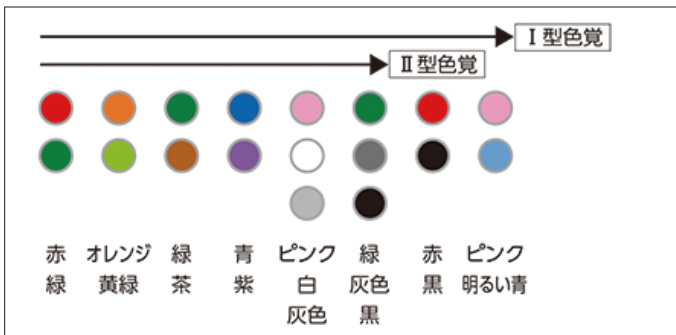 Ⅰ型色覚
Ⅱ型色覚
赤 オレンジ 緑 青 ピンク 緑 赤 ピンク
緑 黄緑 茶 紫 白 灰色 黒 明るい青
灰色 黒